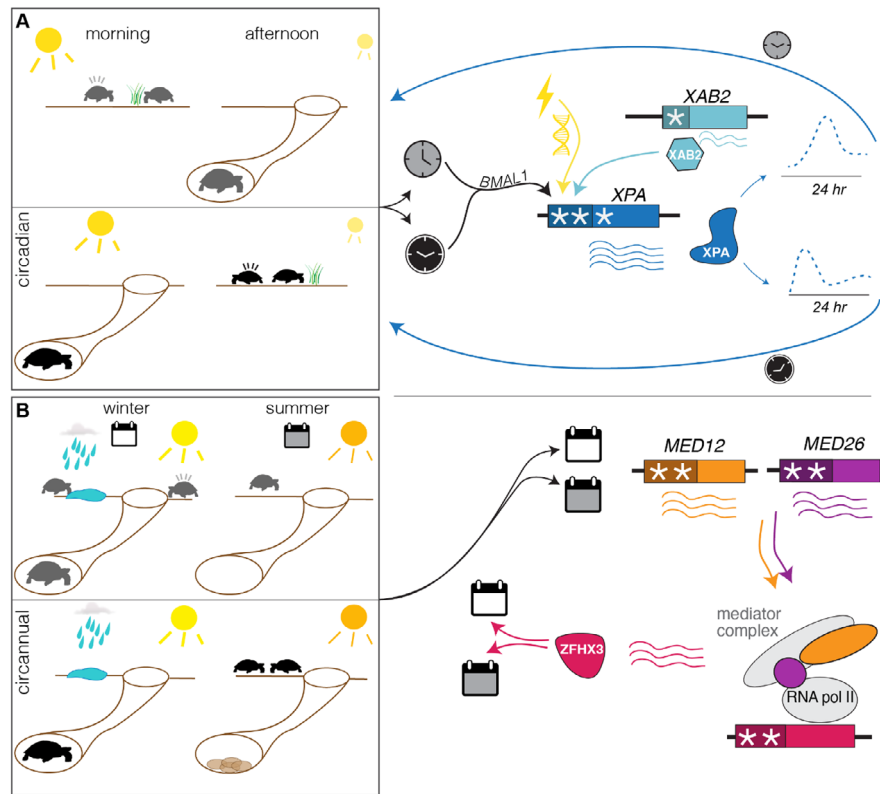 A
morning
afternoon
circadian
BMAL1
XAB2
XAB2
XPA
XPA
24 hr
24 hr
B
winter
summer
circannual
MED12
MED26
mediator
complex
ZFHX3
RNA pol II